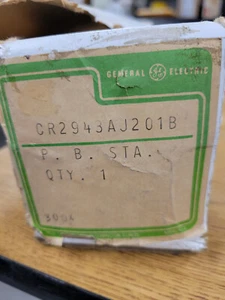 GENERAL ELECTRIC
CR2943AJ201B
P. B. STA.
QTY. 1